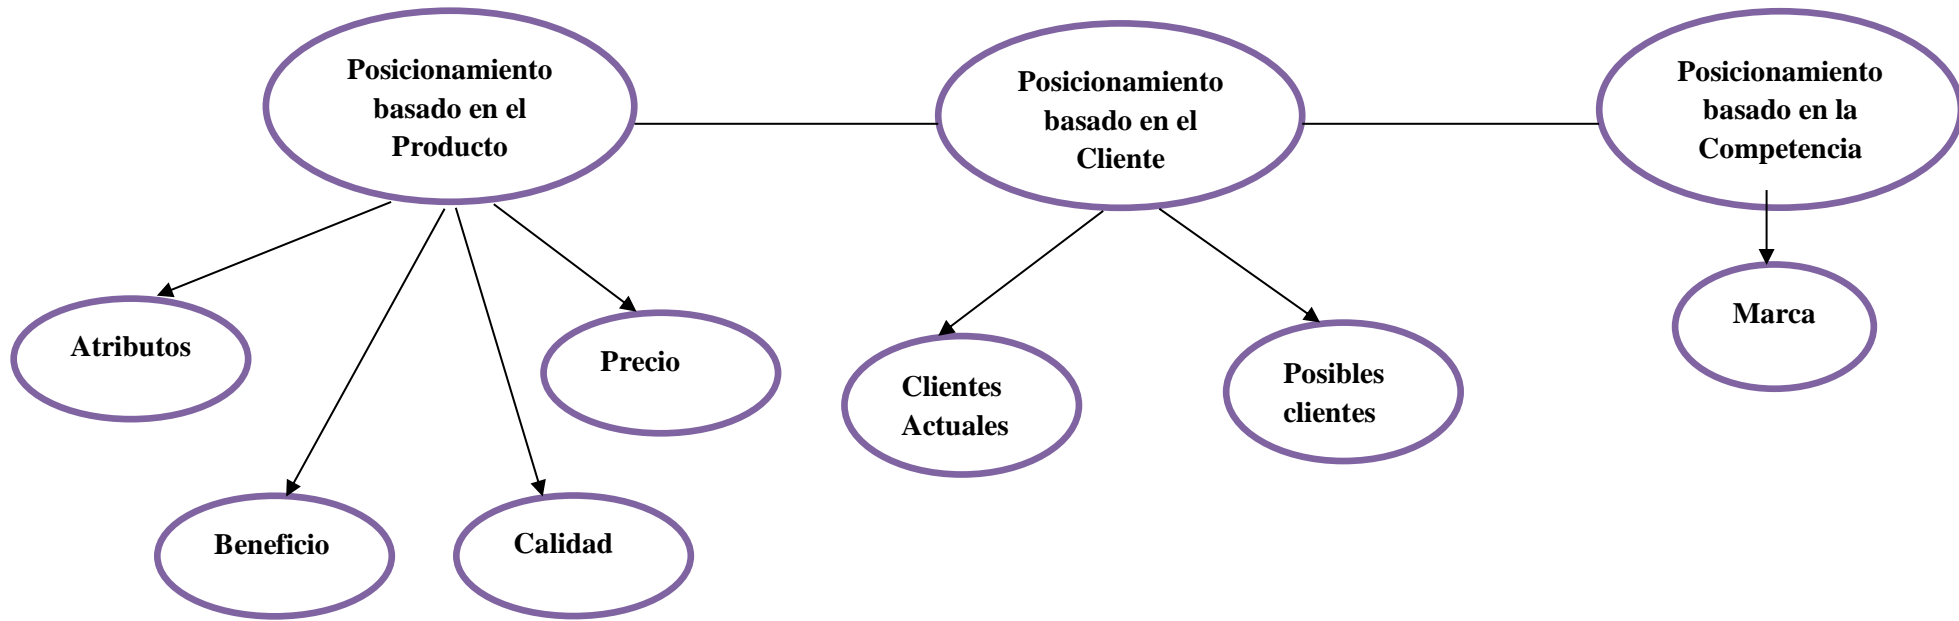 Posicionamiento
basado en el
Producto
Posicionamiento
basado en el
Cliente
Posicionamiento
basado en la
Competencia
Atributos
Beneficio
Calidad
Precio
Clientes
Actuales
Posibles
clientes
Marca